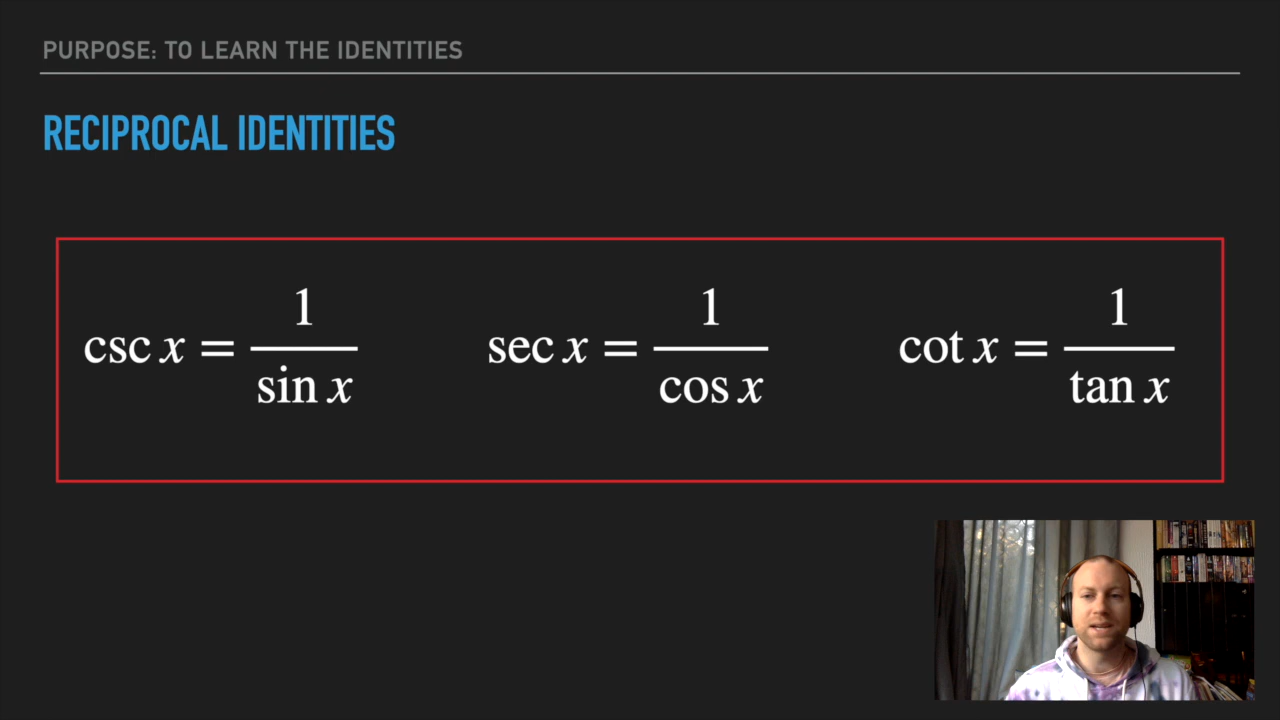 PURPOSE: TO LEARN THE IDENTITIES
RECIPROCAL IDENTITIES
csc x = 1/sin x
sec x = 1/cos x
cot x = 1/tan x